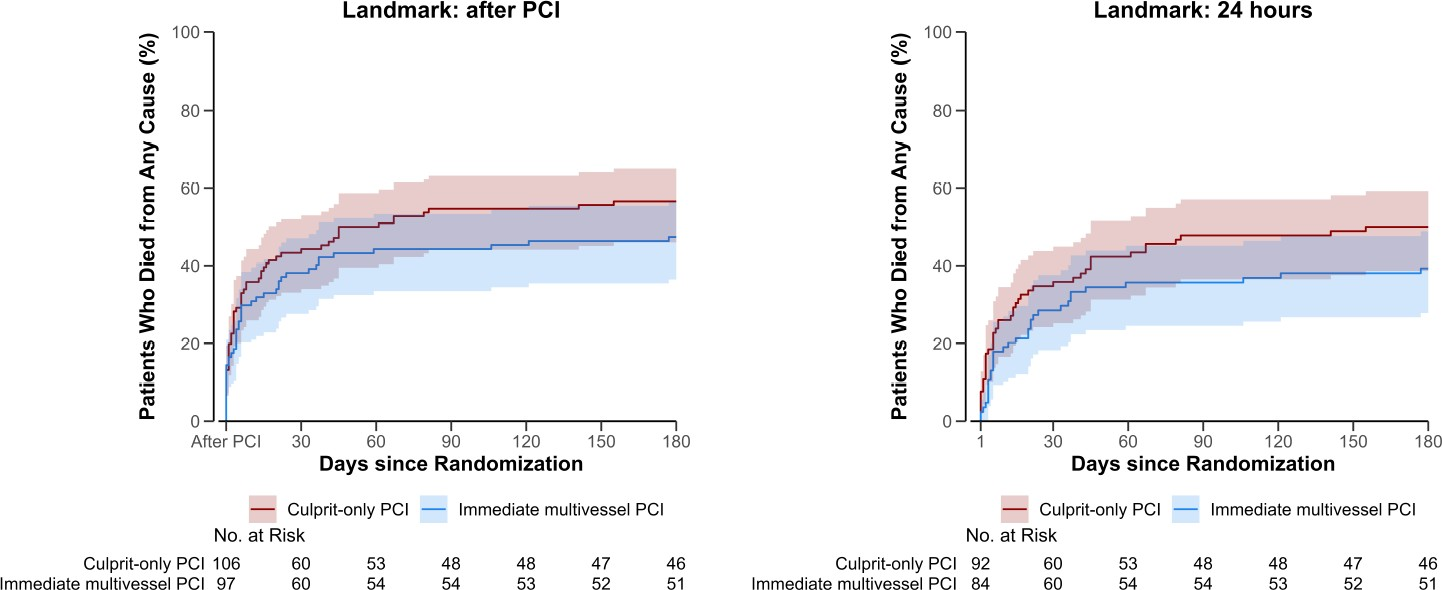 Landmark: after PCI
Patients Who Died from Any Cause (%)
100
80
60
40
20
0
After PCI 30 60 90 120 150 180
Days since Randomization
Culprit-only PCI Immediate multivessel PCI
No. at Risk
Culprit-only PCI 106 60 53 48 48 47 46
Immediate multivessel PCI 97 60 54 54 53 52 51
Landmark: 24 hours
Patients Who Died from Any Cause (%)
100
80
60
40
20
0
1 30 60 90 120 150 180
Days since Randomization
Culprit-only PCI Immediate multivessel PCI
No. at Risk
Culprit-only PCI 92 60 53 48 48 47 46
Immediate multivessel PCI 84 60 54 54 53 52 51